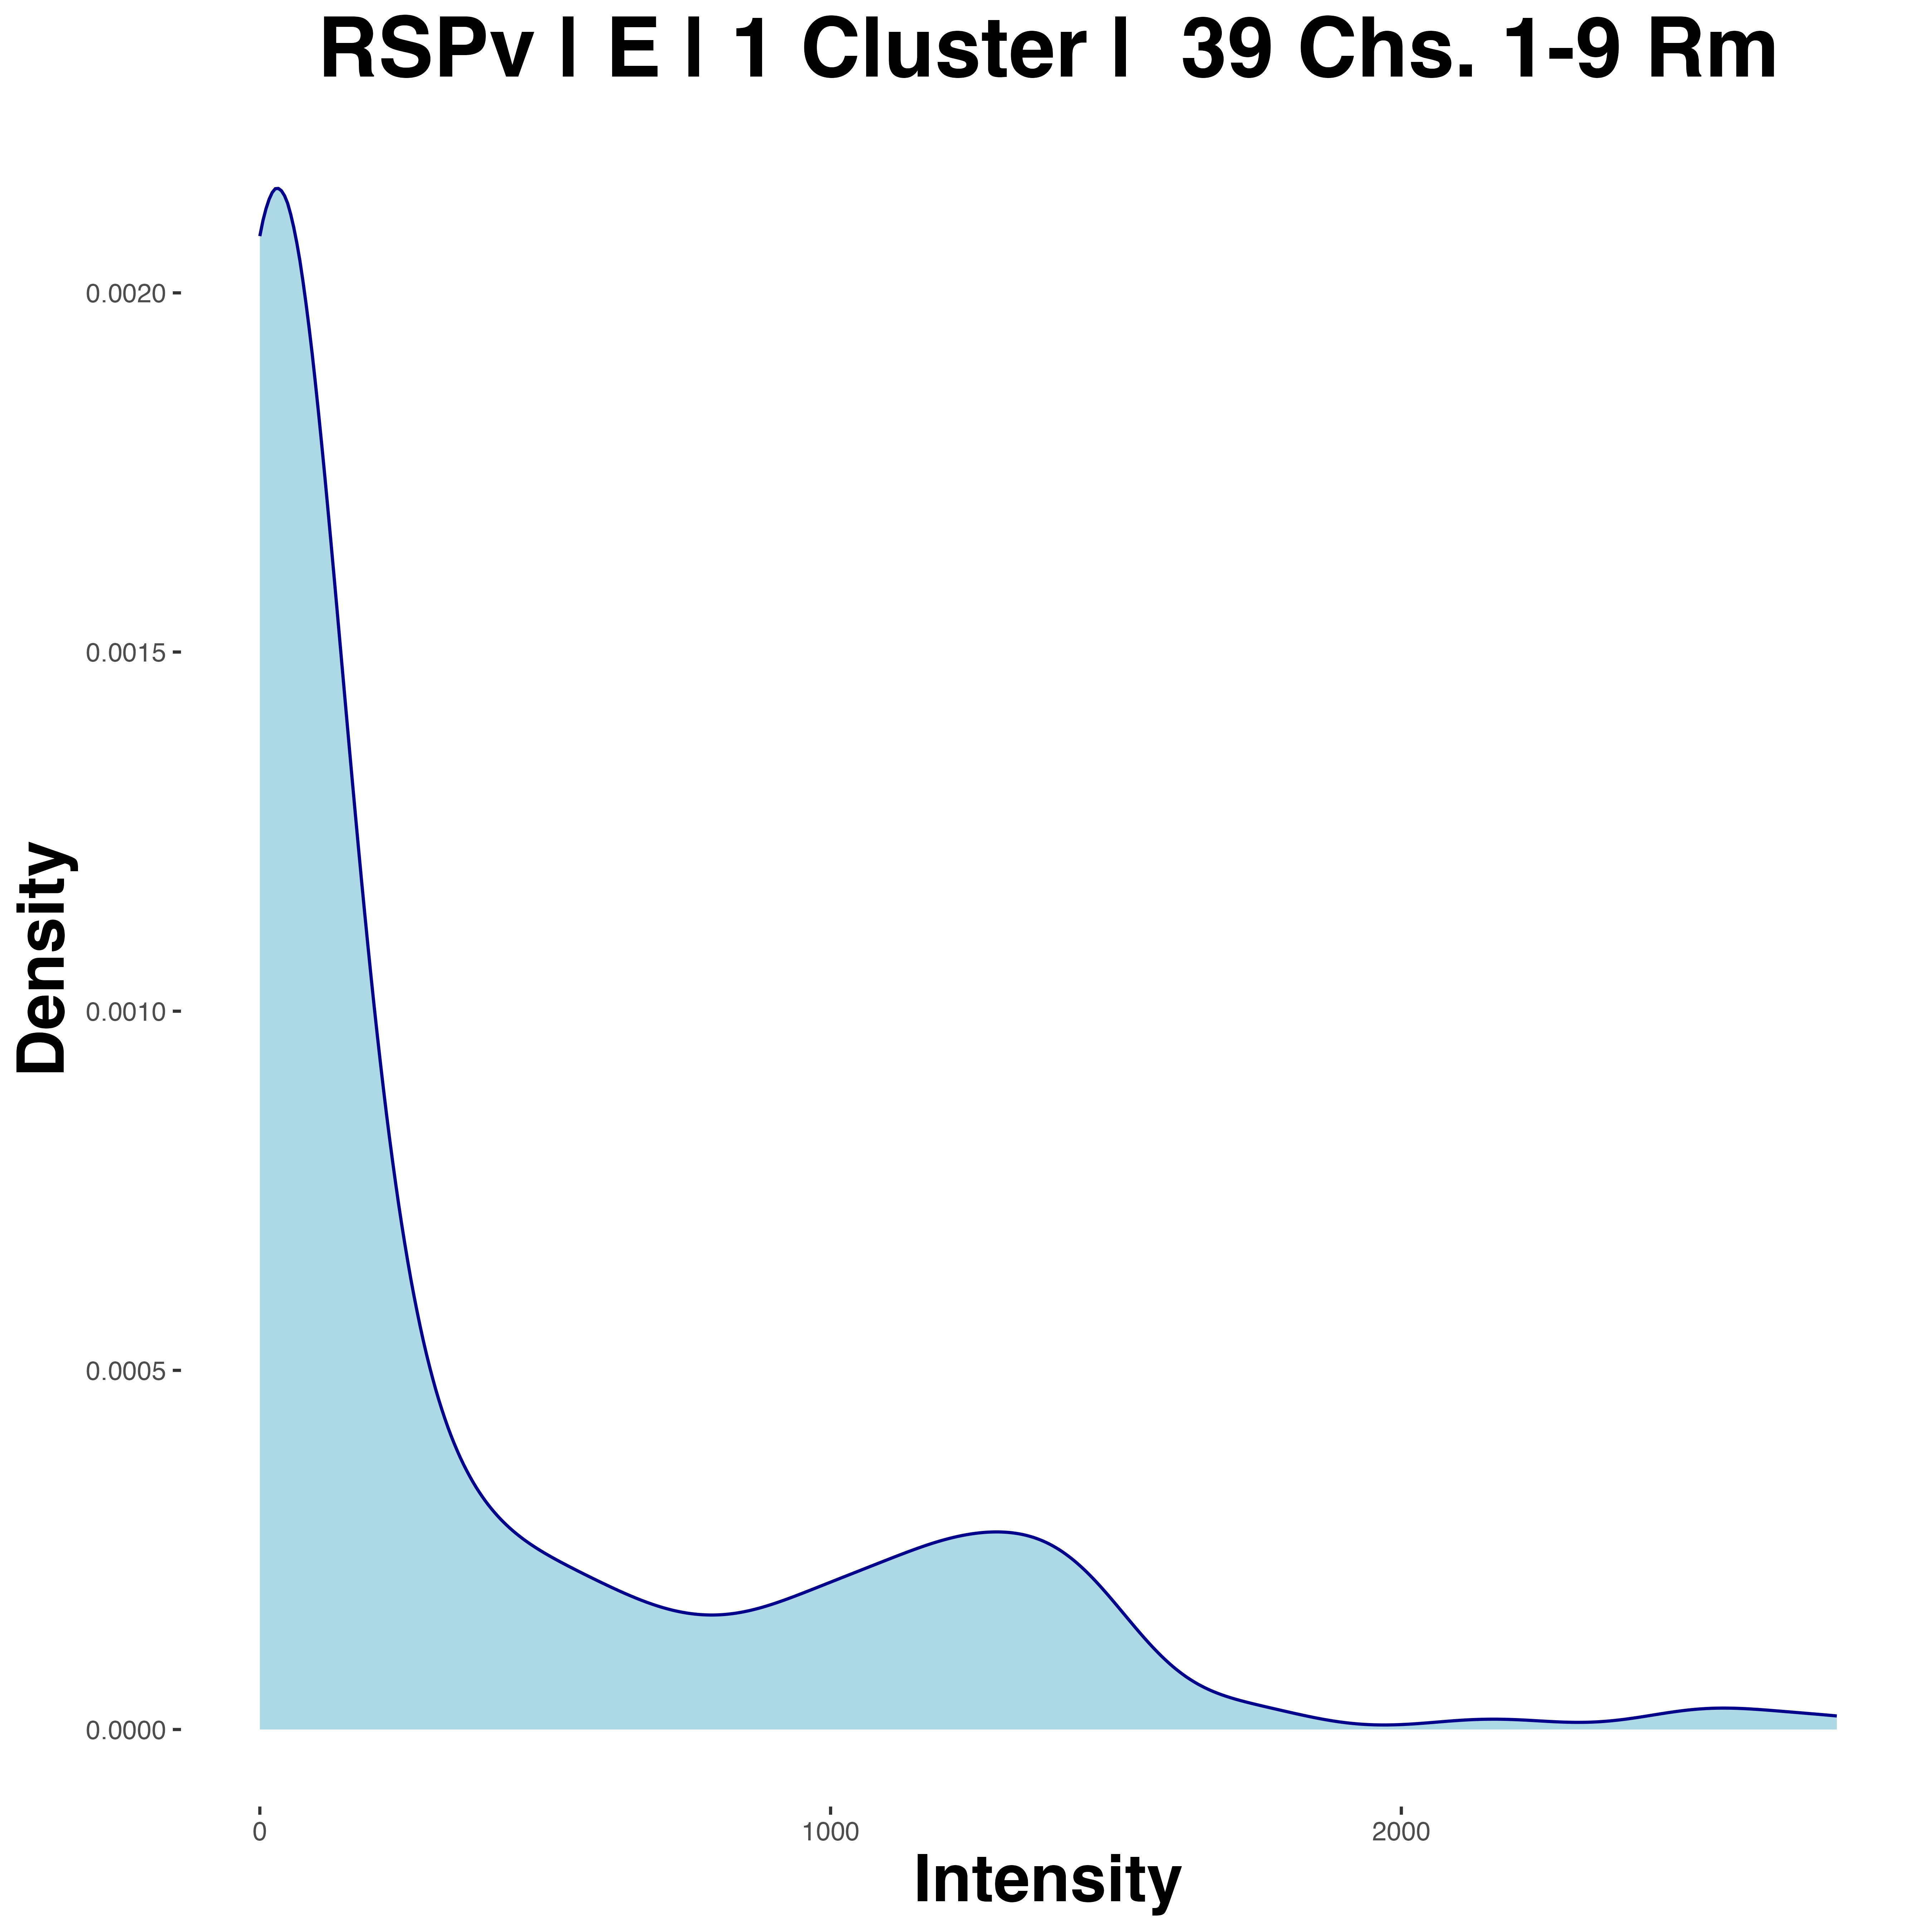 RSPv | E | 1 Cluster |  39 Chs. 1-9 Rm
0.0020
0.0015
0.0010
0.0005
0.0000
Density
0 1000 2000
Intensity